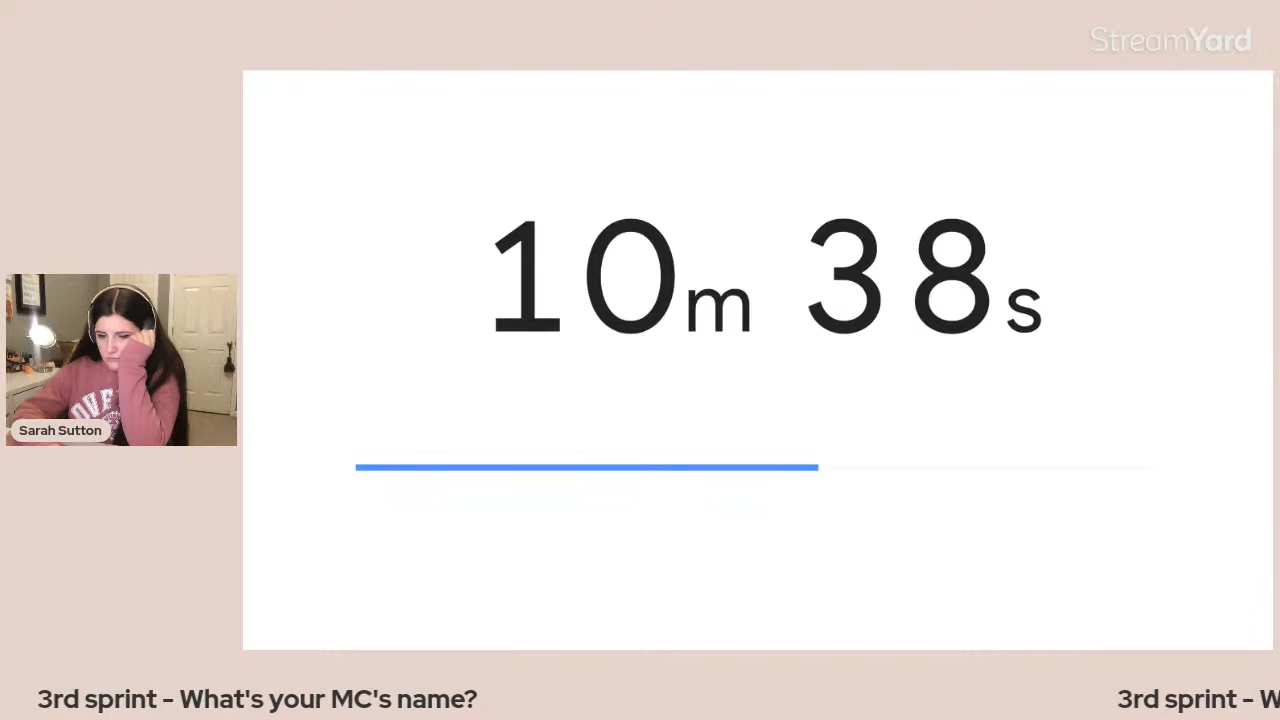 StreamYard
10m 38s
Sarah Sutton
3rd sprint - What's your MC's name?
3rd sprint - W